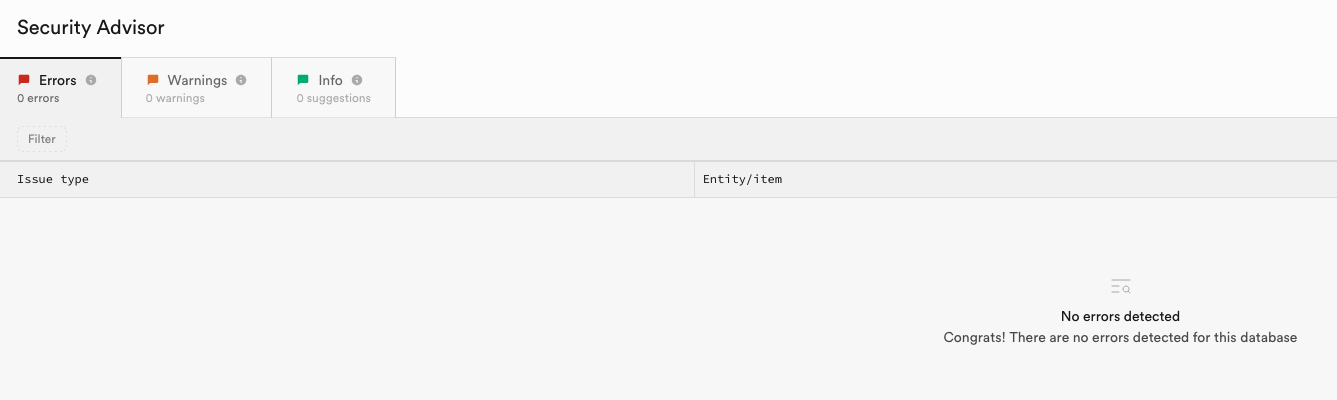 Security Advisor
Errors
0 errors
Warnings
0 warnings
Info
0 suggestions
Filter
Issue type
Entity/item
No errors detected
Congrats! There are no errors detected for this database